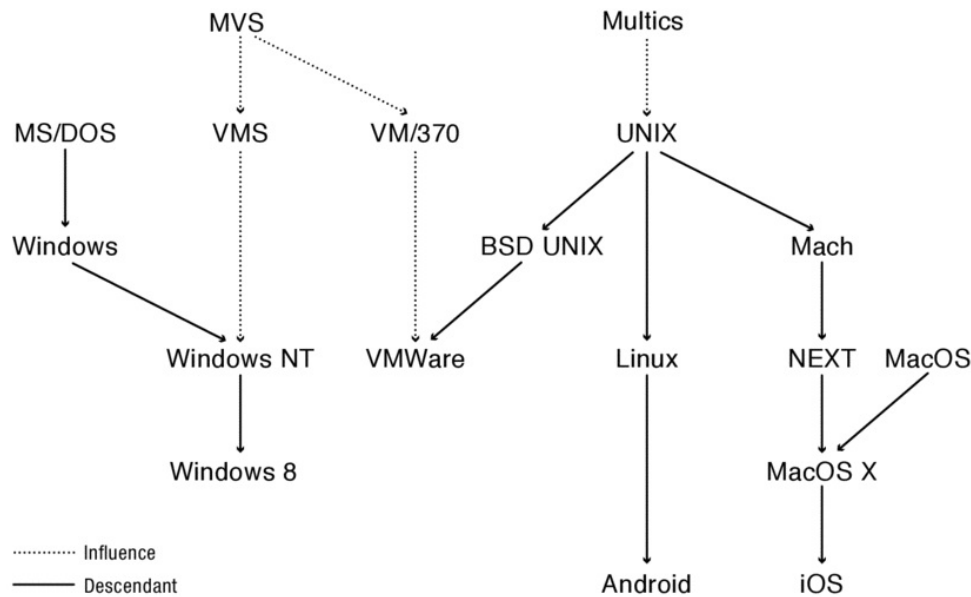 MVS Multics
MS/DOS VMS VM/370 UNIX
Windows BSD UNIX Mach
Windows NT VMWare Linux NEXT MacOS
Windows 8 MacOS X
Influence
Descendant Android iOS